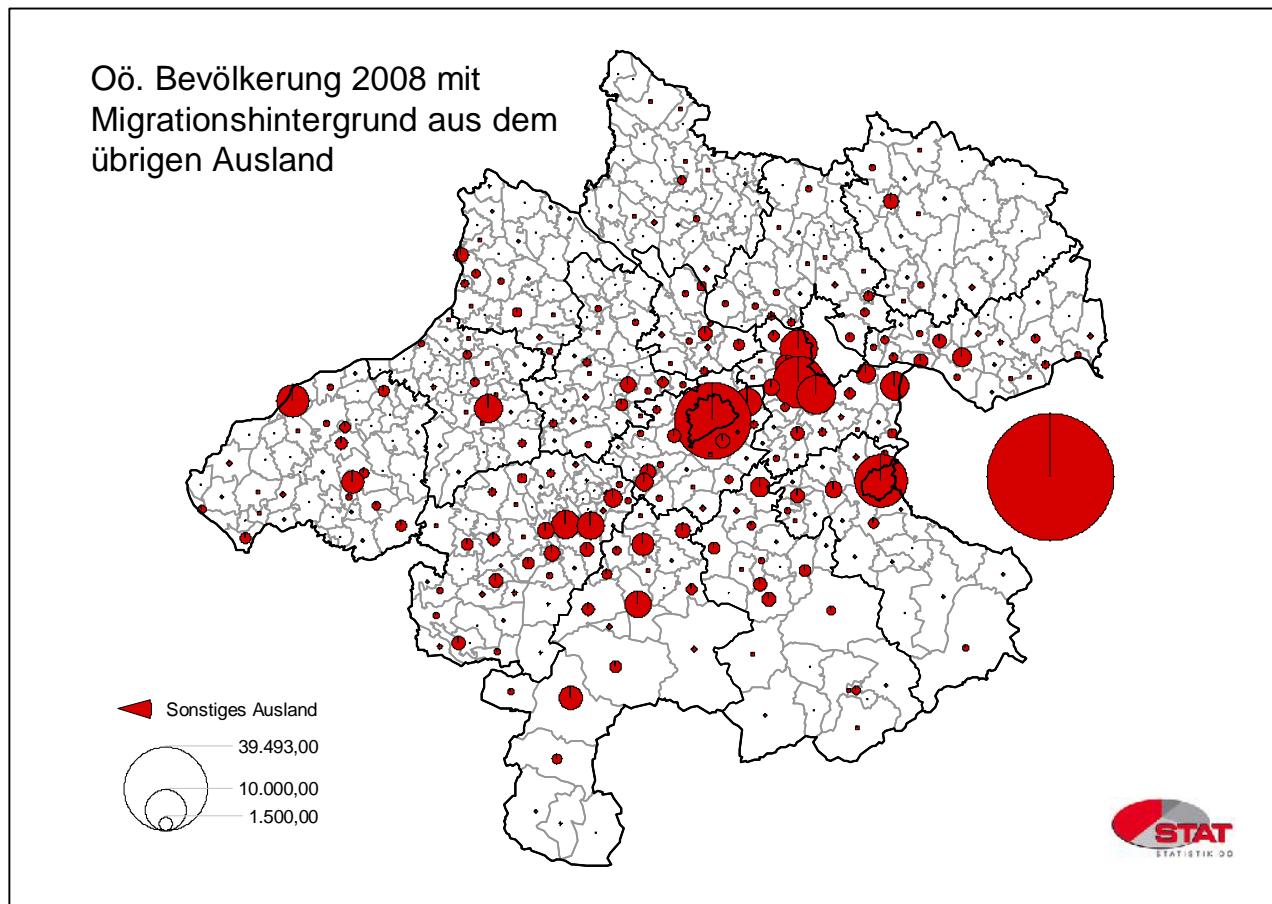 Oö. Bevölkerung 2008 mit
Migrationshintergrund aus dem
übrigen Ausland
Sonstiges Ausland
39.493,00
10.000,00
1.500,00
STAT
STATISTIK OÖ